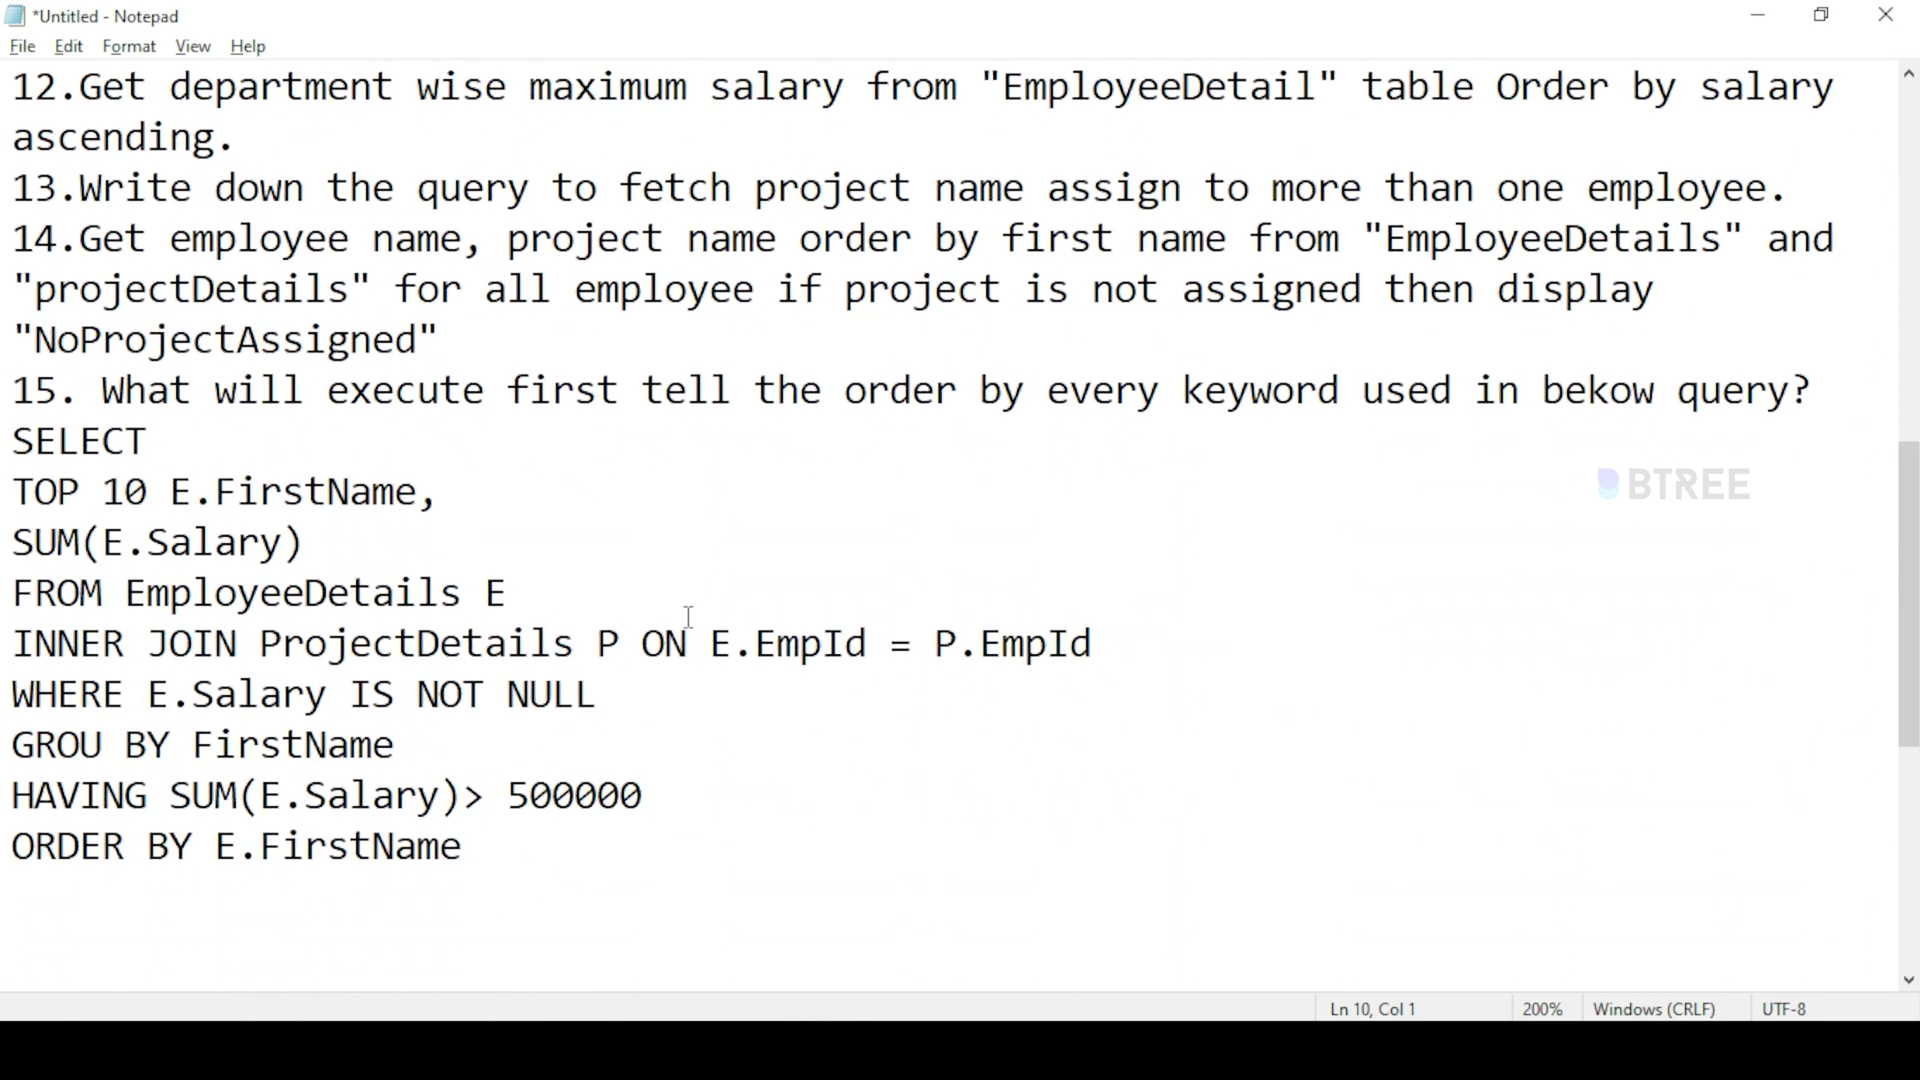 *Untitled - Notepad
File Edit Format View Help
12.Get department wise maximum salary from "EmployeeDetail" table Order by salary
ascending.
13.Write down the query to fetch project name assign to more than one employee.
14.Get employee name, project name order by first name from "EmployeeDetails" and
"projectDetails" for all employee if project is not assigned then display
"NoProjectAssigned"
15. What will execute first tell the order by every keyword used in bekow query?
SELECT
TOP 10 E.FirstName,
BTREE
SUM(E.Salary)
FROM EmployeeDetails E
INNER JOIN ProjectDetails P ON E.EmpId = P.EmpId
WHERE E.Salary IS NOT NULL
GROU BY FirstName
HAVING SUM(E.Salary)> 500000
ORDER BY E.FirstName
Ln 10, Col 1 200% Windows (CRLF) UTF-8